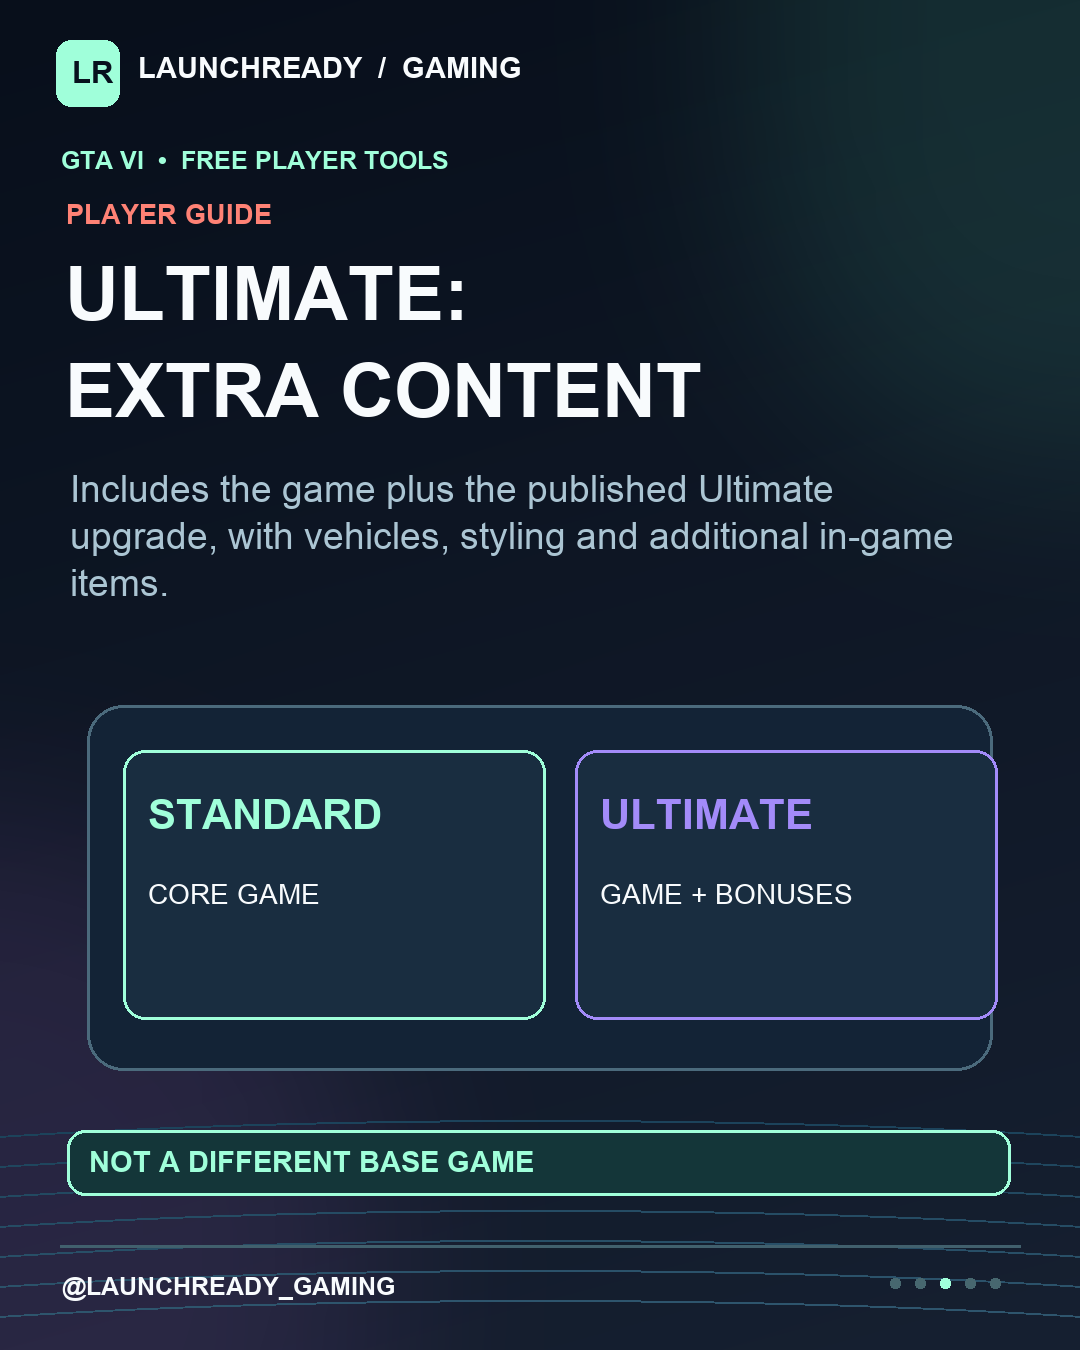 LR
LAUNCHREADY / GAMING
GTA VI • FREE PLAYER TOOLS
PLAYER GUIDE
ULTIMATE:
EXTRA CONTENT
Includes the game plus the published Ultimate
upgrade, with vehicles, styling and additional in-game
items.
STANDARD
CORE GAME
ULTIMATE
GAME + BONUSES
NOT A DIFFERENT BASE GAME
@LAUNCHREADY_GAMING